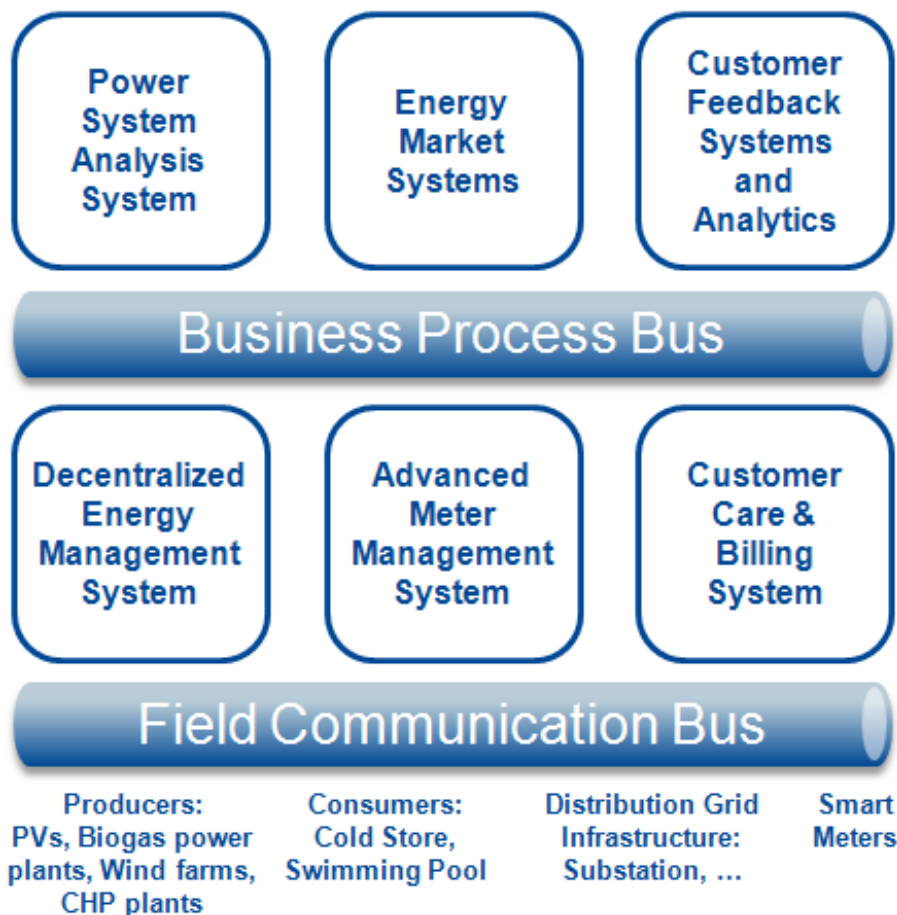 Power
System
Analysis
System
Energy
Market
Systems
Customer
Feedback
Systems
and
Analytics
Business Process Bus
Decentralized
Energy
Management
System
Advanced
Meter
Management
System
Customer
Care &
Billing
System
Field Communication Bus
Producers:
PVs, Biogas power
plants, Wind farms,
CHP plants
Consumers:
Cold Store,
Swimming Pool
Distribution Grid
Infrastructure:
Substation, ...
Smart
Meters